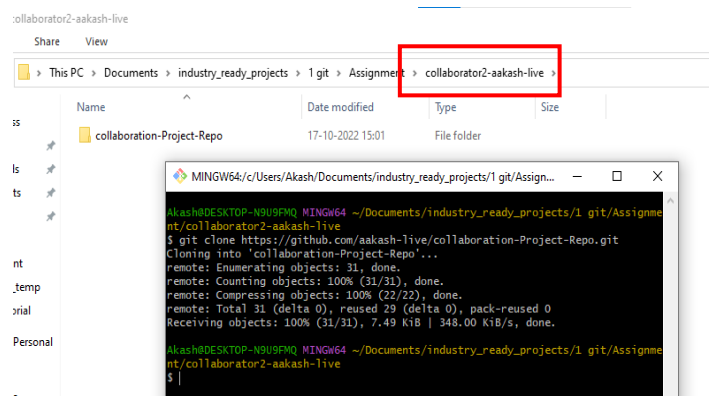 :ollaborator2-aakash-live
Share View
› This PC › Documents › industry_ready_projects › 1 git › Assignment › collaborator2-aakash-live ›
Name Date modified Type Size
collaboration-Project-Repo 17-10-2022 15:01 File folder
ss
ls
ts
nt
_temp
orial
Personal
MINGW64:/c/Users/Akash/Documents/industry_ready_projects/1 git/Assign...
Akash@DESKTOP-N9U9FMQ MINGW64 ~/Documents/industry_ready_projects/1 git/Assignme
nt/collaborator2-aakash-live
$ git clone https://github.com/aakash-live/collaboration-Project-Repo.git
Cloning into 'collaboration-Project-Repo'...
remote: Enumerating objects: 31, done.
remote: Counting objects: 100% (31/31), done.
remote: Compressing objects: 100% (22/22), done.
remote: Total 31 (delta 0), reused 29 (delta 0), pack-reused 0
Receiving objects: 100% (31/31), 7.49 KiB | 348.00 KiB/s, done.
Akash@DESKTOP-N9U9FMQ MINGW64 ~/Documents/industry_ready_projects/1 git/Assignme
nt/collaborator2-aakash-live
$